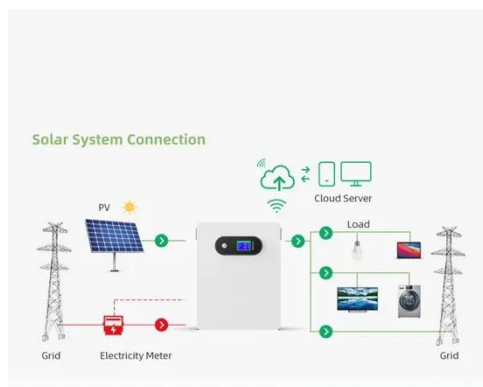 Solar System Connection
Cloud Server
PV
Load
Grid
Electricity Meter
Grid